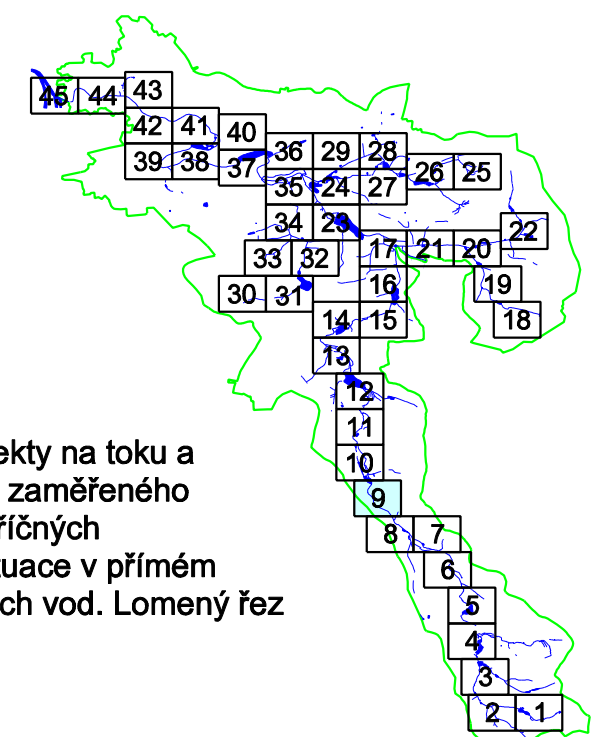 43
45 44
42 41 40
39 38 37 36 29 28
26 25
35 24 27
34 23
22
33 32 17 21 20
30 31 16 19
14 15 18
13
12
11
10
9
8 7
6
5
4
3
2 1
ekty na toku a
zaměřeného
říčných
tuace v přímém
ch vod. Lomený řez